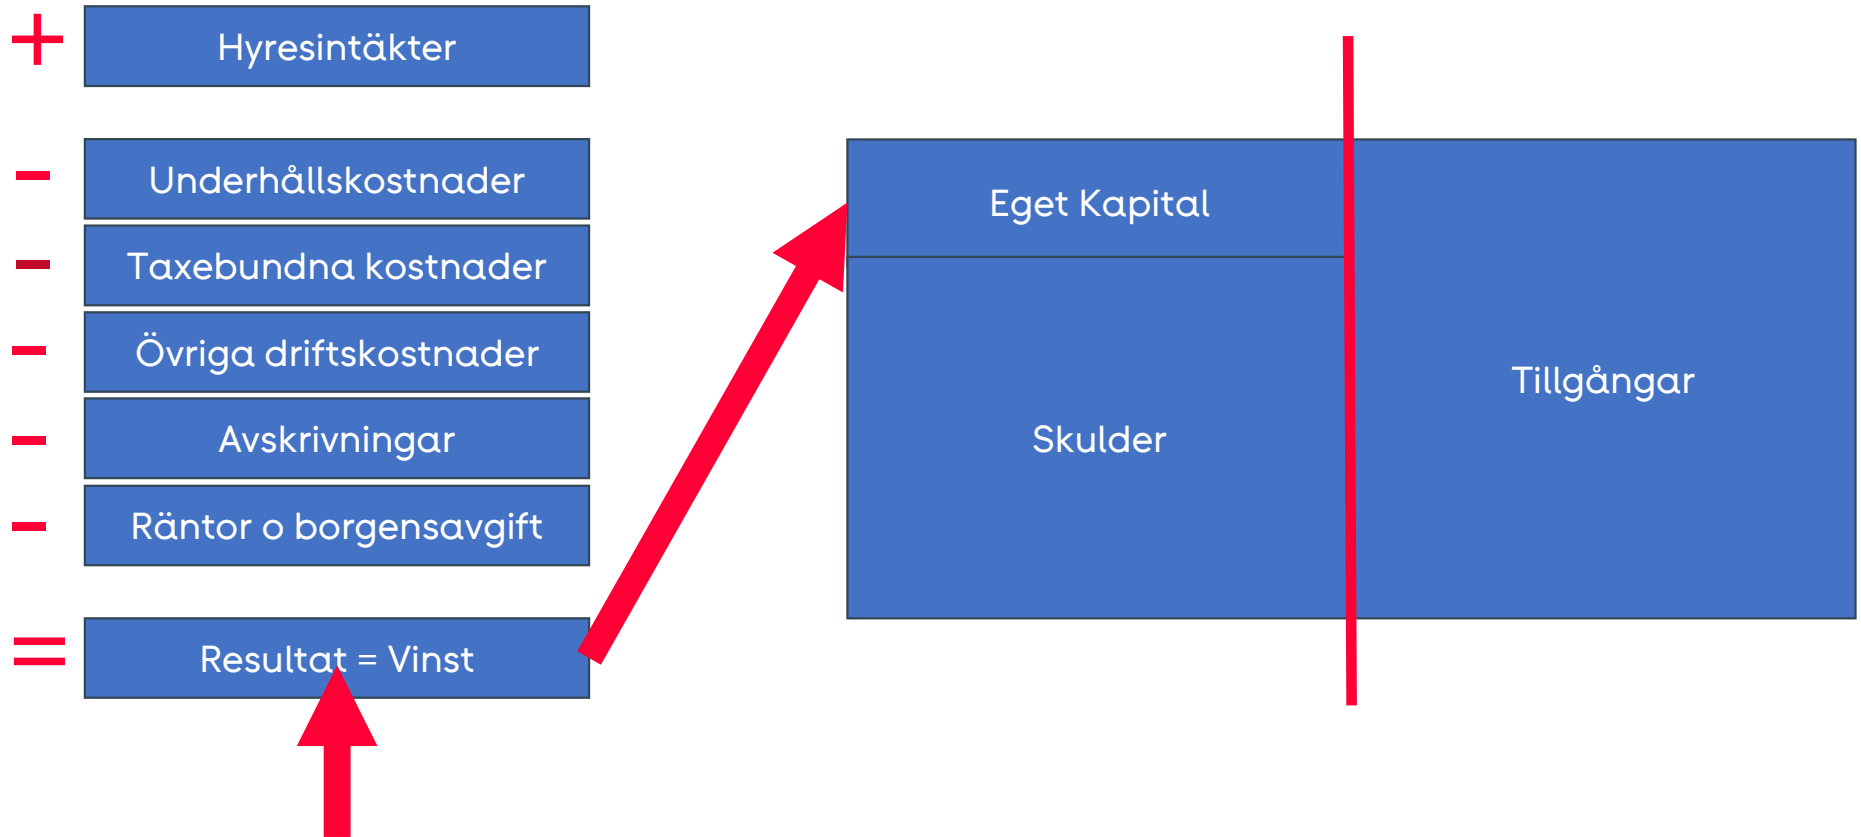 + Hyresintäkter
- Underhållskostnader
- Taxebundna kostnader
- Övriga driftskostnader
- Avskrivningar
- Räntor o borgensavgift
= Resultat = Vinst
Eget Kapital
Skulder
Tillgångar